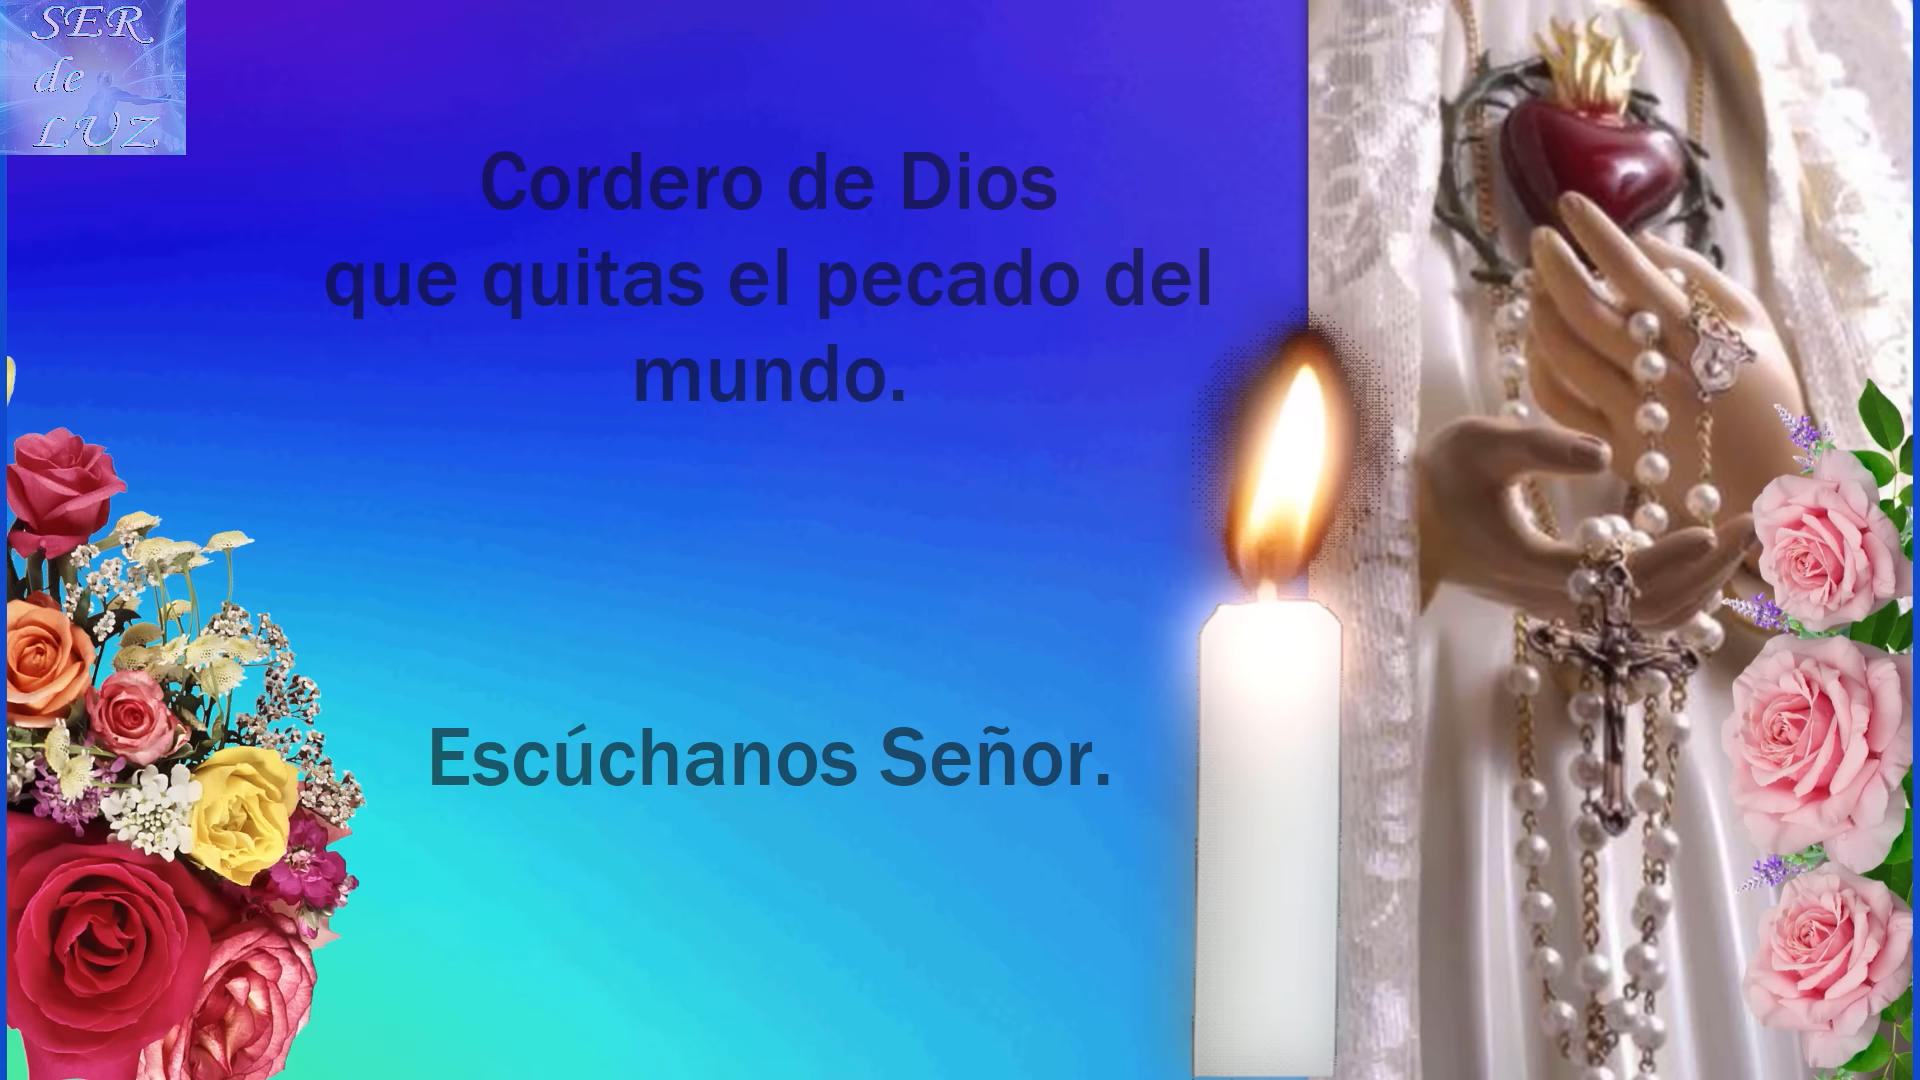 SER
de
LUZ
Cordero de Dios
que quitas el pecado del
mundo.
Escúchanos Señor.